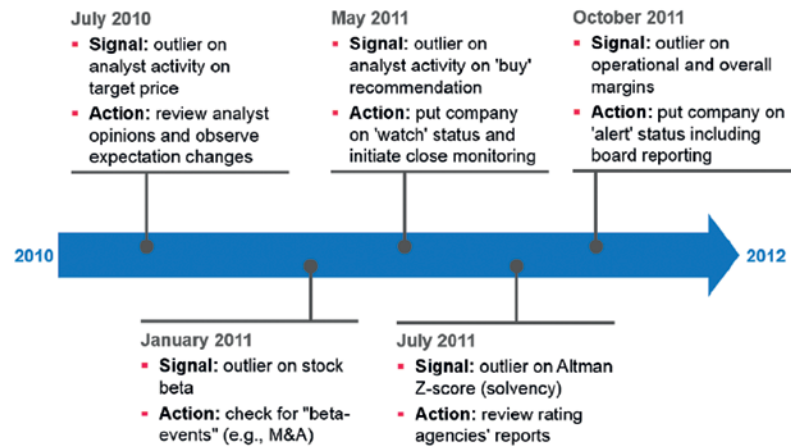 July 2010
▪ Signal: outlier on
analyst activity on
target price
▪ Action: review analyst
opinions and observe
expectation changes
May 2011
▪ Signal: outlier on
analyst activity on 'buy'
recommendation
▪ Action: put company
on 'watch' status and
initiate close monitoring
October 2011
▪ Signal: outlier on
operational and overall
margins
▪ Action: put company on
'alert' status including
board reporting
2010
2012
January 2011
▪ Signal: outlier on stock
beta
▪ Action: check for "beta-
events" (e.g., M&A)
July 2011
▪ Signal: outlier on Altman
Z-score (solvency)
▪ Action: review rating
agencies' reports